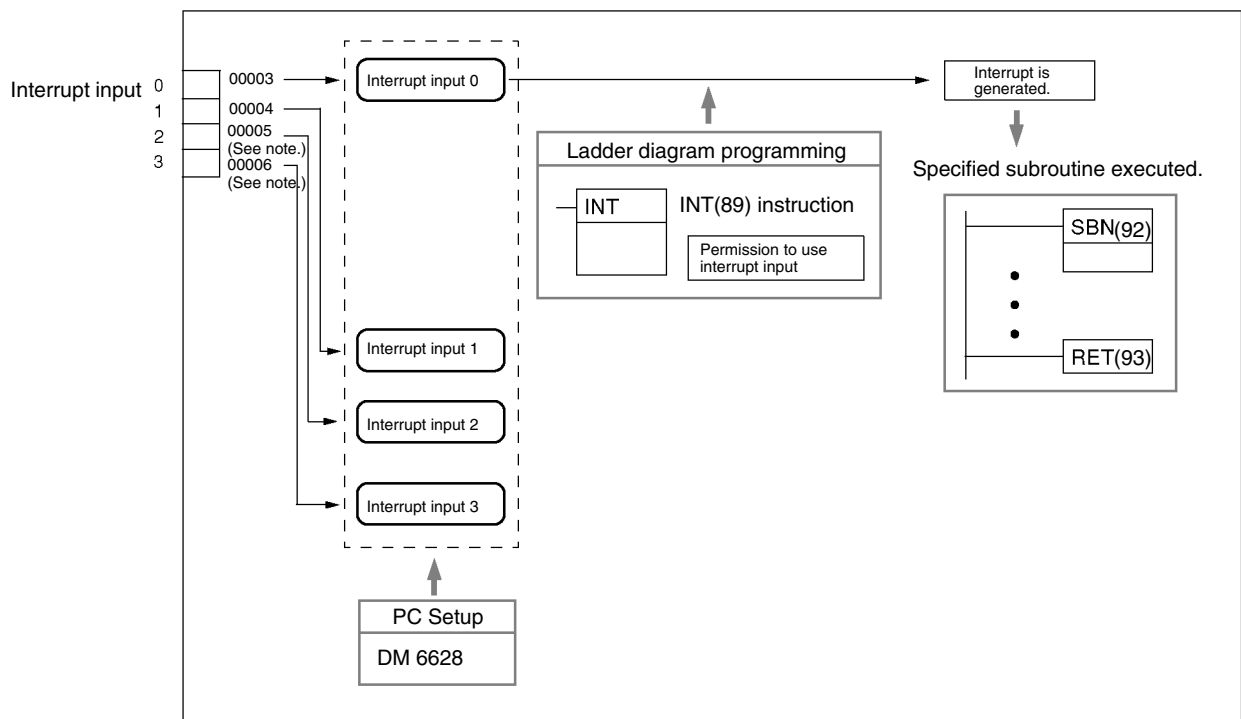 Interrupt input
0
1
2
3
00003
00004
00005
(See note.)
00006
(See note.)
Interrupt input 0
Interrupt input 1
Interrupt input 2
Interrupt input 3
PC Setup
DM 6628
Ladder diagram programming
INT
INT(89) instruction
Permission to use
interrupt input
Interrupt is
generated.
Specified subroutine executed.
SBN(92)
RET(93)